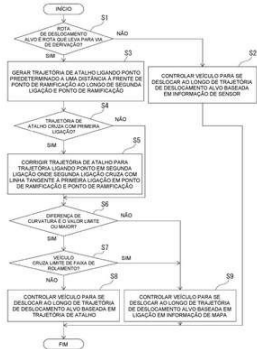 INÍCIO
S1
ROTA
DE DESLOCAMENTO
ALVO É ROTA QUE LEVA PARA VIA
DE DERIVAÇÃO?
NÃO
SIM
S3
GERAR TRAJETÓRIA DE ATALHO LIGANDO PONTO
PREDETERMINADO A UMA DISTÂNCIA À FRENTE DE
PONTO DE RAMIFICAÇÃO AO LONGO DE SEGUNDA
LIGAÇÃO E PONTO DE RAMIFICAÇÃO
S2
CONTROLAR VEÍCULO PARA SE
DESLOCAR AO LONGO DE TRAJETÓRIA
DE DESLOCAMENTO ALVO BASEADA
EM INFORMAÇÃO DE SENSOR
S4
TRAJETÓRIA DE
ATALHO CRUZA COM PRIMEIRA
LIGAÇÃO?
NÃO
SIM
S5
CORRIGIR TRAJETÓRIA DE ATALHO PARA
TRAJETÓRIA LIGANDO PONTO EM SEGUNDA
LIGAÇÃO ONDE SEGUNDA LIGAÇÃO CRUZA COM
LINHA TANGENTE À PRIMEIRA LIGAÇÃO EM PONTO
DE RAMIFICAÇÃO E PONTO DE RAMIFICAÇÃO
S6
DIFERENÇA DE
CURVATURA É O VALOR LIMITE
OU MAIOR?
NÃO
SIM
S7
VEÍCULO
CRUZA LIMITE DE FAIXA DE
ROLAMENTO?
SIM
NÃO
S8
CONTROLAR VEÍCULO PARA SE
DESLOCAR AO LONGO DE TRAJETÓRIA
DE DESLOCAMENTO ALVO BASEADA EM
TRAJETÓRIA DE ATALHO
S9
CONTROLAR VEÍCULO PARA SE
DESLOCAR AO LONGO DE TRAJETÓRIA
DE DESLOCAMENTO ALVO BASEADA EM
LIGAÇÃO EM INFORMAÇÃO DE MAPA
FIM